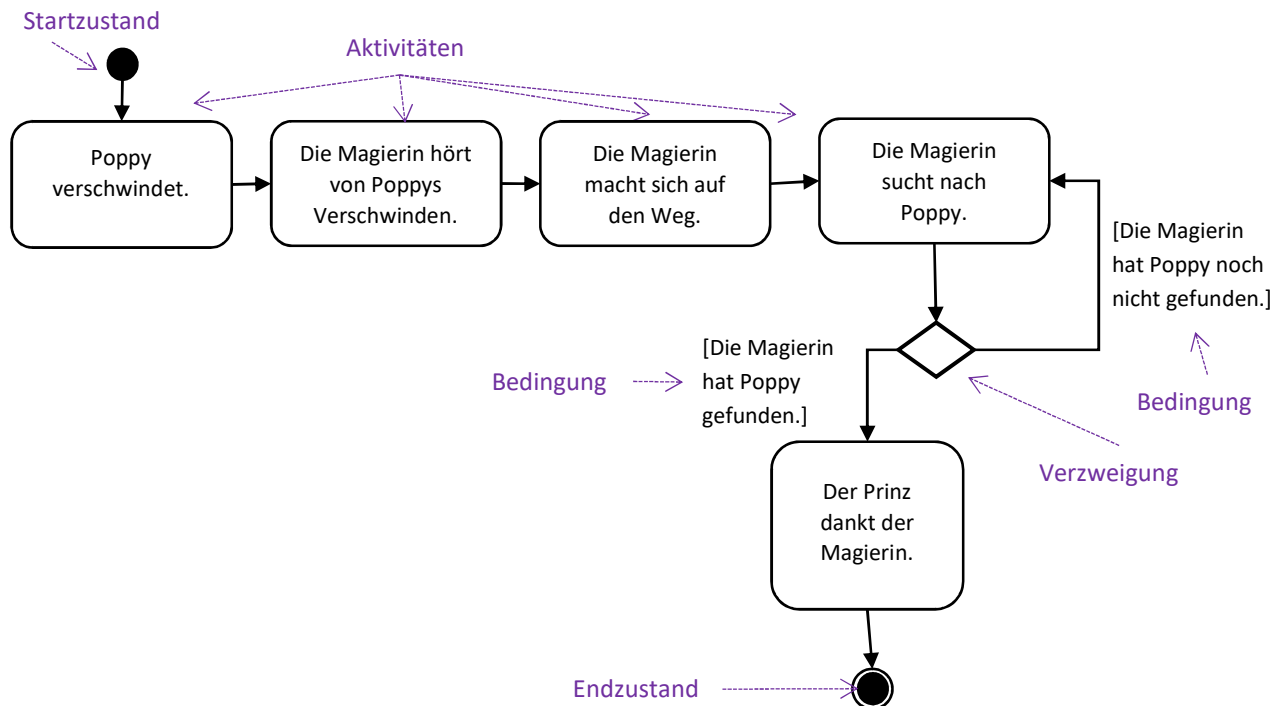 Startzustand
Aktivitäten
Poppy
verschwindet.
Die Magierin hört
von Poppys
Verschwinden.
Die Magierin
macht sich auf
den Weg.
Die Magierin
sucht nach
Poppy.
[Die Magierin
hat Poppy noch
nicht gefunden.]
[Die Magierin
hat Poppy
gefunden.]
Bedingung
Bedingung
Verzweigung
Der Prinz
dankt der
Magierin.
Endzustand